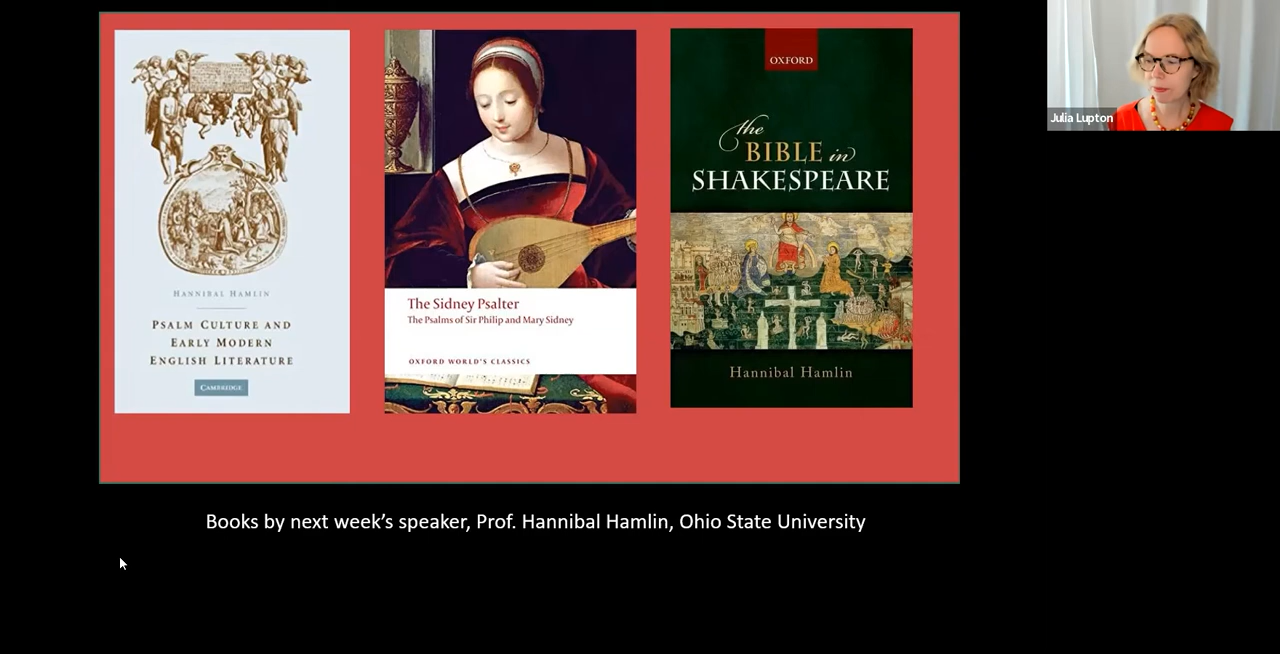 HANNIBAL HAMLIN
PSALM CULTURE AND
EARLY MODERN
ENGLISH LITERATURE
CAMBRIDGE
The Sidney Psalter
The Psalms of Sir Philip and Mary Sidney
OXFORD WORLD'S CLASSICS
OXFORD
the
BIBLE in
SHAKESPEARE
Hannibal Hamlin
Julia Lupton
Books by next week’s speaker, Prof. Hannibal Hamlin, Ohio State University